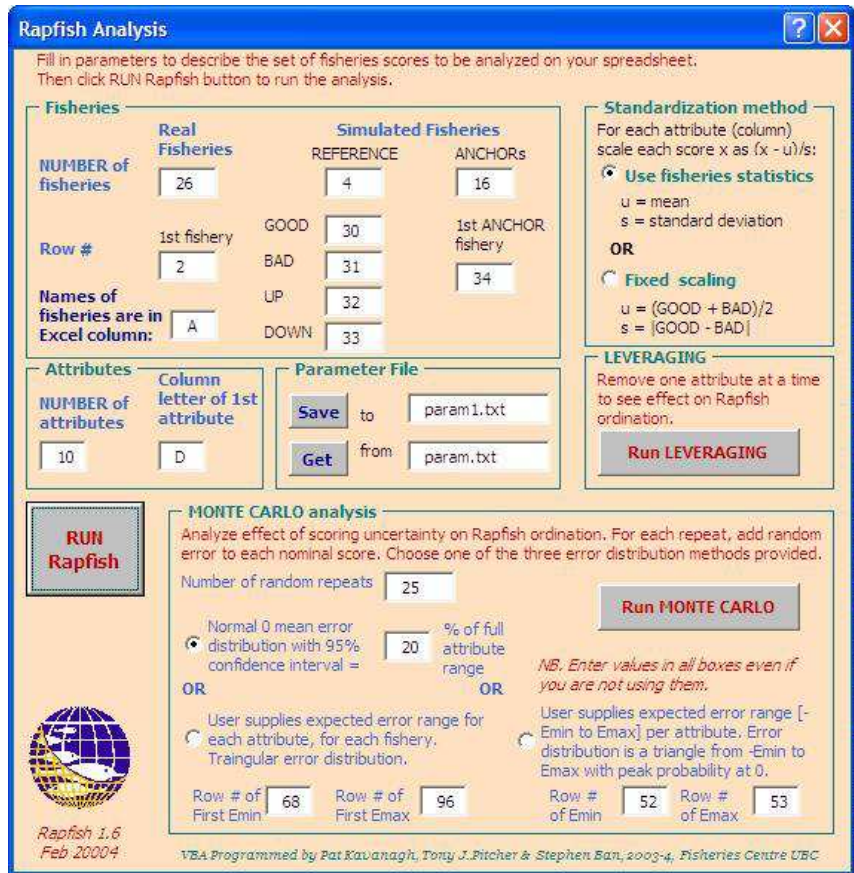 Rapfish Analysis
Fill in parameters to describe the set of fisheries scores to be analyzed on your spreadsheet.
Then click RUN Rapfish button to run the analysis.
Fisheries
Real
Fisheries
Simulated Fisheries
REFERENCE
ANCHORs
NUMBER of
fisheries
26
4
16
Row #
1st fishery
2
GOOD
30
BAD
31
UP
32
DOWN
33
1st ANCHOR
fishery
34
Names of
fisheries are in
Excel column:
A
Standardization method
For each attribute (column)
scale each score x as (x - u)/s:
Use fisheries statistics
u = mean
s = standard deviation
OR
Fixed scaling
u = (GOOD + BAD)/2
s = |GOOD - BAD|
Attributes
NUMBER of
attributes
10
Column
letter of 1st
attribute
D
Parameter File
Save to param1.txt
Get from param.txt
LEVERAGING
Remove one attribute at a time
to see effect on Rapfish
ordination.
Run LEVERAGING
RUN
Rapfish
MONTE CARLO analysis
Analyze effect of scoring uncertainty on Rapfish ordination. For each repeat, add random
error to each nominal score. Choose one of the three error distribution methods provided.
Number of random repeats 25
Run MONTE CARLO
Normal 0 mean error
distribution with 95%
confidence interval =
20
% of full
attribute
range
NB. Enter values in all boxes even if
you are not using them.
OR
OR
User supplies expected error range for
each attribute, for each fishery.
Traingular error distribution.
User supplies expected error range [-
Emin to Emax] per attribute. Error
distribution is a triangle from -Emin to
Emax with peak probability at 0.
Row # of
First Emin
68
Row # of
First Emax
96
Row #
of Emin
52
Row #
of Emax
53
Rapfish 1.6
Feb 20004
VBA Programmed by Pat Kavanagh, Tony J.Pitcher & Stephen Ban, 2003-4, Fisheries Centre UBC